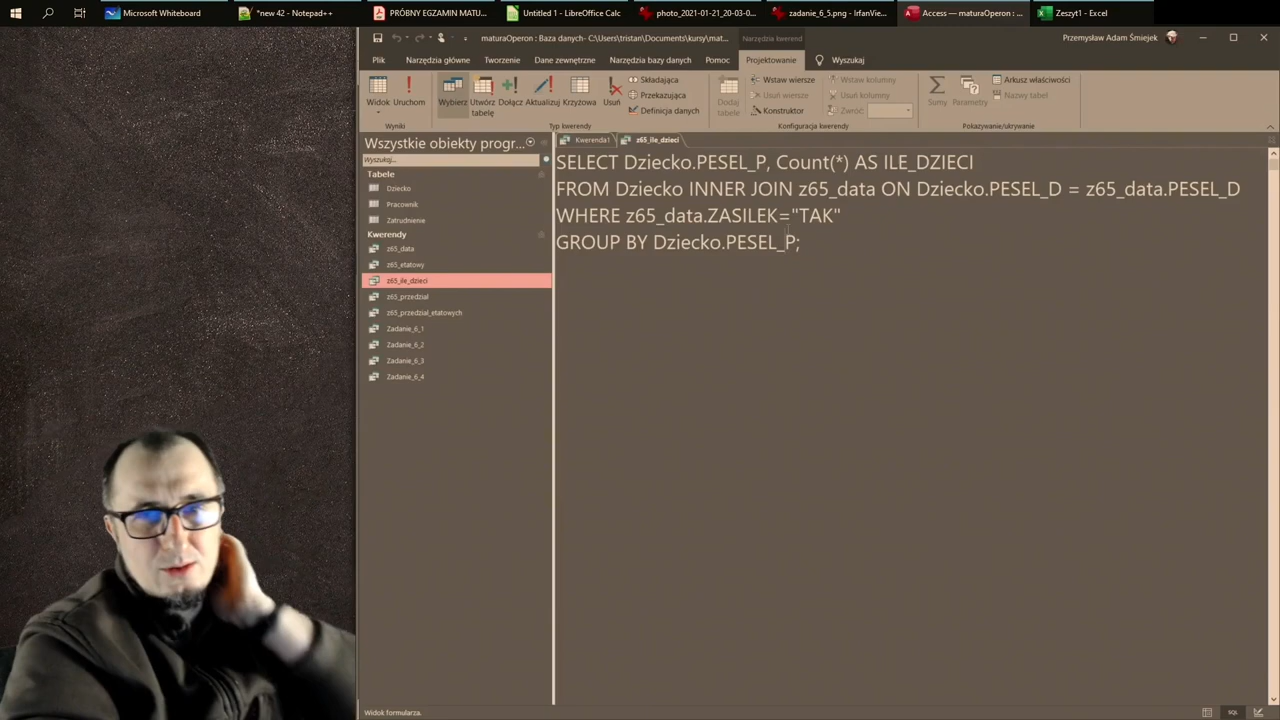 Microsoft Whiteboard
*new 42 - Notepad++
PRÓBNY EGZAMIN MATU...
Untitled 1 - LibreOffice Calc
photo_2021-01-21_20-03-0...
zadanie_6_5.png - IrfanVie...
Access — maturaOperon : ...
Zeszyt1 - Excel
maturaOperon : Baza danych- C:\Users\tristan\Documents\kursy\mat...
Narzędzia kwerend
Przemysław Adam Śmiejek
Plik
Narzędzia główne
Tworzenie
Dane zewnętrzne
Narzędzia bazy danych
Pomoc
Projektowanie
Wyszukaj
Widok
Uruchom
Wybierz
Utwórz tabelę
Dołącz
Aktualizuj
Krzyżowa
Usuń
Składająca
Przekazująca
Definicja danych
Dodaj tabele
Wstaw wiersze
Usuń wiersze
Konstruktor
Wstaw kolumny
Usuń kolumn
Zwróć:
Sumy
Parametry
Arkusz właściwości
Nazwy tabel
Wyniki
Typ kwerendy
Konfiguracja kwerendy
Pokazywanie/ukrywanie
Wszystkie obiekty progr...
Wyszukaj...
Tabele
Dziecko
Pracownik
Zatrudnienie
Kwerendy
z65_data
z65_etatowy
z65_ile_dzieci
z65_przedzial
z65_przedzial_etatowych
Zadanie_6_1
Zadanie_6_2
Zadanie_6_3
Zadanie_6_4
Kwerenda1
z65_ile_dzieci
SELECT Dziecko.PESEL_P, Count(*) AS ILE_DZIECI
FROM Dziecko INNER JOIN z65_data ON Dziecko.PESEL_D = z65_data.PESEL_D
WHERE z65_data.ZASILEK="TAK"
GROUP BY Dziecko.PESEL_P;
Widok formularza.
SQL